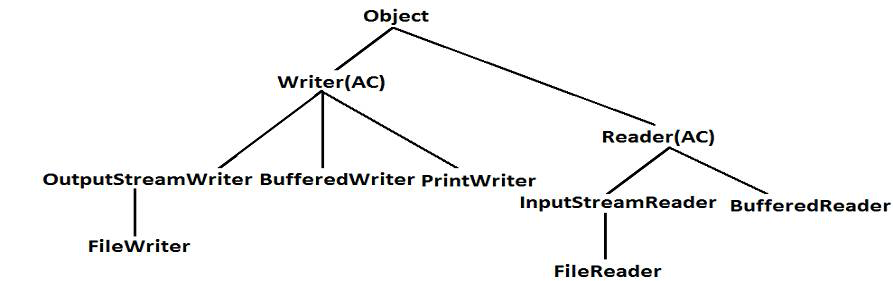 Object
Writer(AC)
Reader(AC)
OutputStreamWriter BufferedWriter PrintWriter
InputStreamReader BufferedReader
FileWriter
FileReader